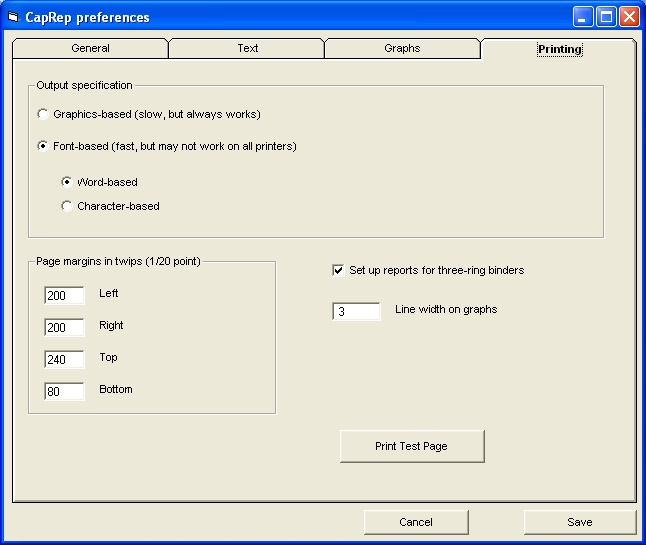 CapRep preferences
General Text Graphs Printing
Output specification
Graphics-based (slow, but always works)
Font-based (fast, but may not work on all printers)
Word-based
Character-based
Page margins in twips (1/20 point)
200 Left
200 Right
240 Top
80 Bottom
Set up reports for three-ring binders
3 Line width on graphs
Print Test Page
Cancel Save